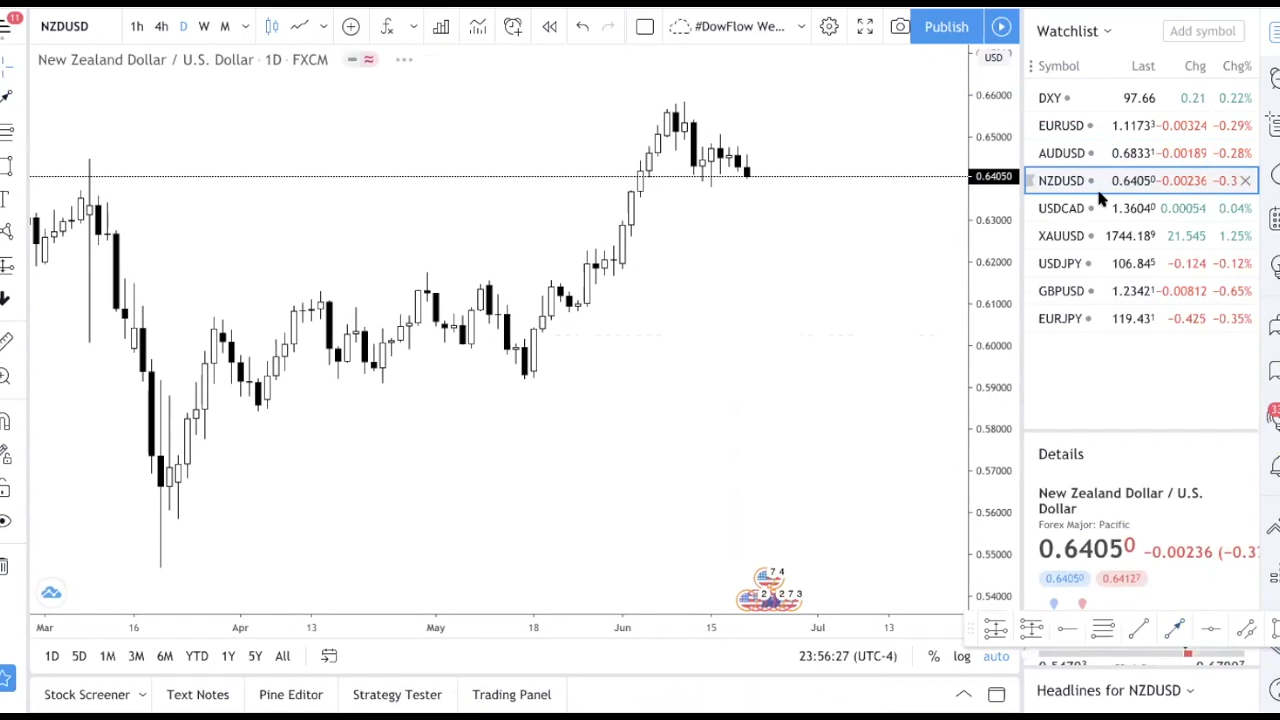 11
NZDUSD 1h 4h D W M #DowFlow We... Publish
New Zealand Dollar / U.S. Dollar · 1D · FXCM
USD
0.66000
0.65000
0.64050
0.63000
0.62000
0.61000
0.60000
0.59000
0.58000
0.57000
0.56000
0.55000
0.54000
Mar 16 Apr 13 May 18 Jun 15 Jul 13
1D 5D 1M 3M 6M YTD 1Y 5Y All
23:56:27 (UTC-4) % log auto
Stock Screener Text Notes Pine Editor Strategy Tester Trading Panel
Watchlist Add symbol
Symbol Last Chg Chg%
DXY 97.66 0.21 0.22%
EURUSD 1.1173³ −0.00324 −0.29%
AUDUSD 0.6833¹ −0.00189 −0.28%
NZDUSD 0.6405⁰ −0.00236 −0.3
USDCAD 1.3604⁰ 0.00054 0.04%
XAUUSD 1744.18⁹ 21.545 1.25%
USDJPY 106.84⁵ −0.124 −0.12%
GBPUSD 1.2342¹ −0.00812 −0.65%
EURJPY 119.43¹ −0.425 −0.35%
Details
New Zealand Dollar / U.S.
Dollar
Forex Major: Pacific
0.6405⁰ −0.00236 (−0.37
0.6405⁰ 0.6412⁷
Headlines for NZDUSD